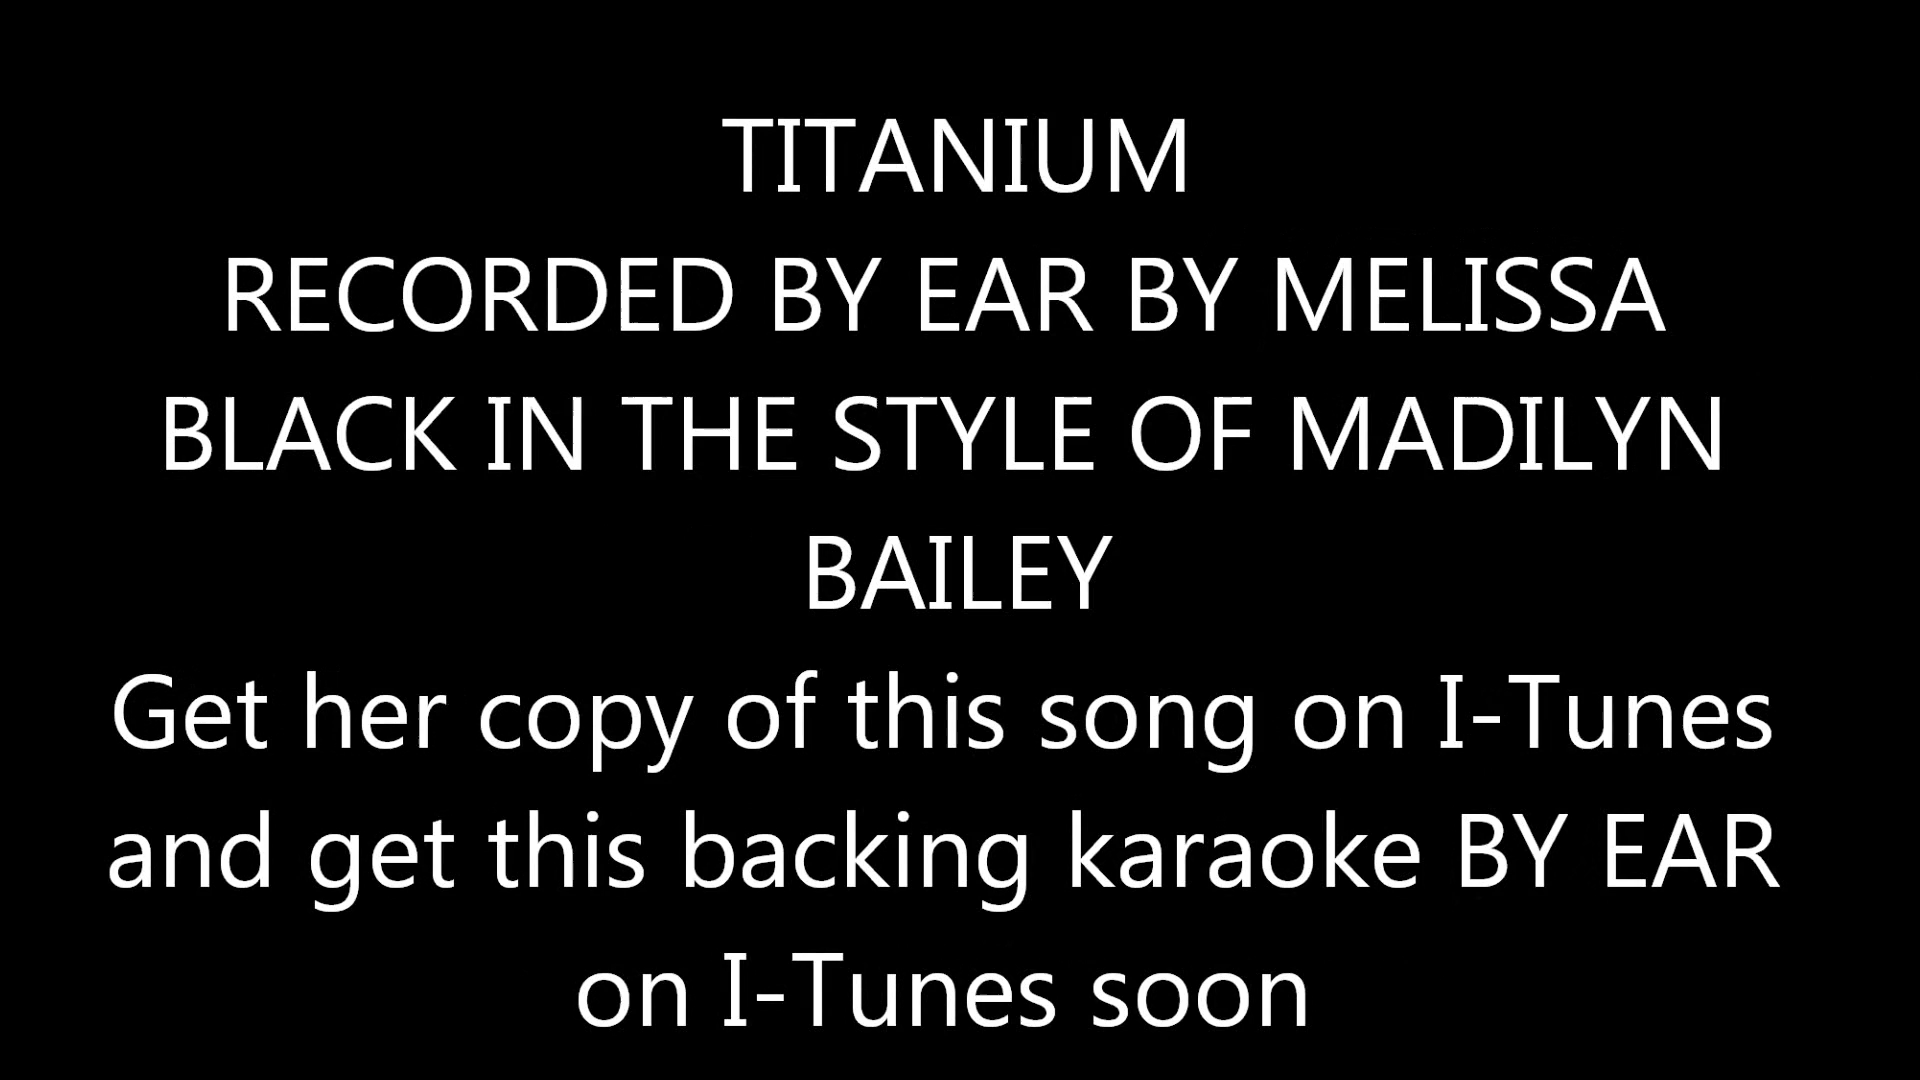 TITANIUM
RECORDED BY EAR BY MELISSA
BLACK IN THE STYLE OF MADILYN
BAILEY
Get her copy of this song on I-Tunes
and get this backing karaoke BY EAR
on I-Tunes soon